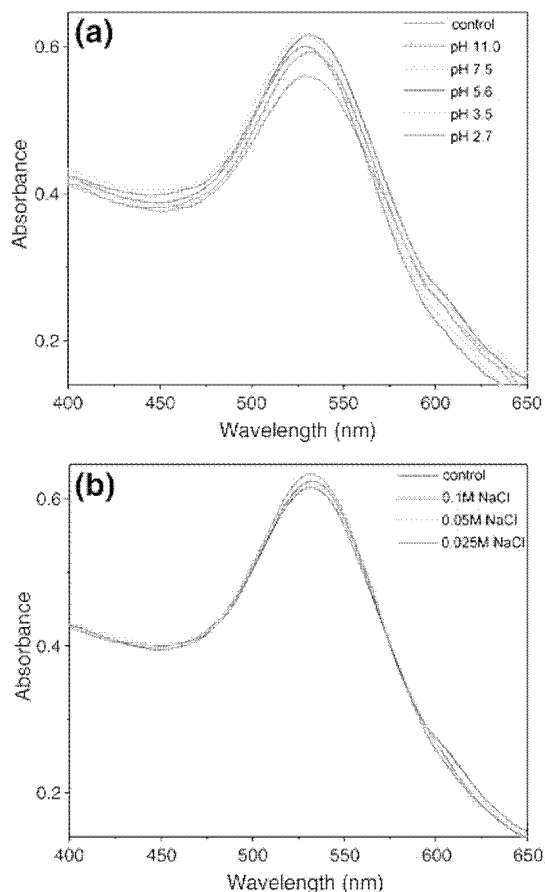 (a)
control
pH 11.0
pH 7.5
pH 5.6
pH 3.5
pH 2.7
0.6
0.4
0.2
Absorbance
400 450 500 550 600 650
Wavelength (nm)
(b)
control
0.1M NaCl
0.05M NaCl
0.025M NaCl
0.6
0.4
0.2
Absorbance
400 450 500 550 600 650
Wavelength (nm)